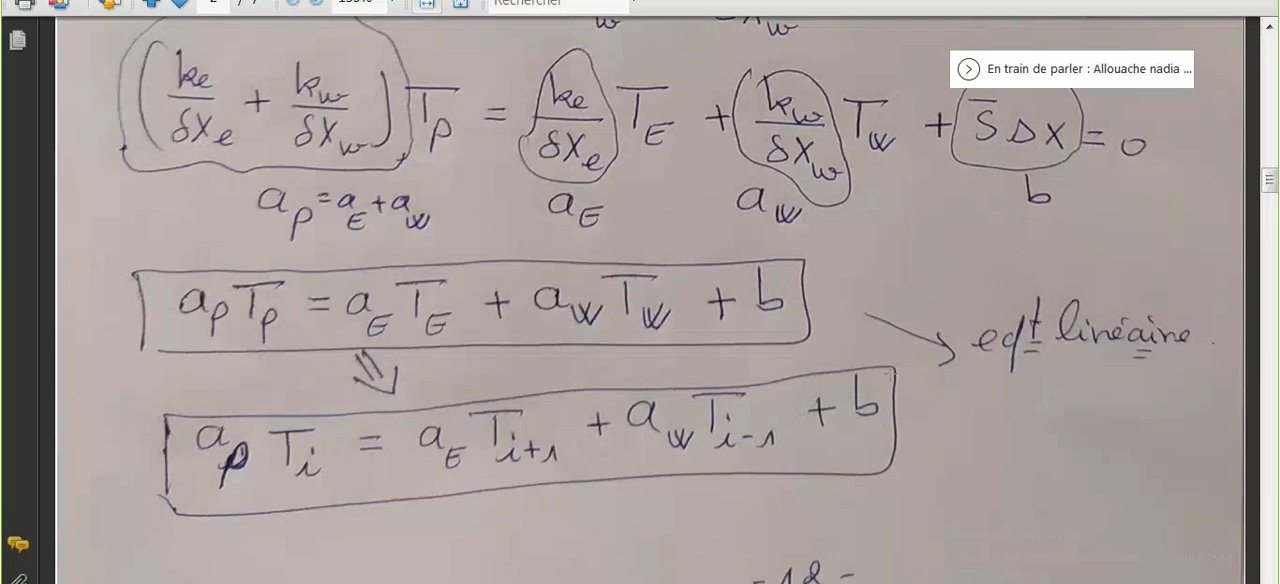 Rechercher
En train de parler : Allouache nadia ...
(ke/δXe + kw/δXw) TP = ke/δXe TE + kw/δXw TW + S̄ΔX = 0
aP = aE + aW aE aW b
aP TP = aE TE + aW TW + b
eqt linéaine
aP Ti = aE Ti+1 + aW Ti-1 + b
-18-